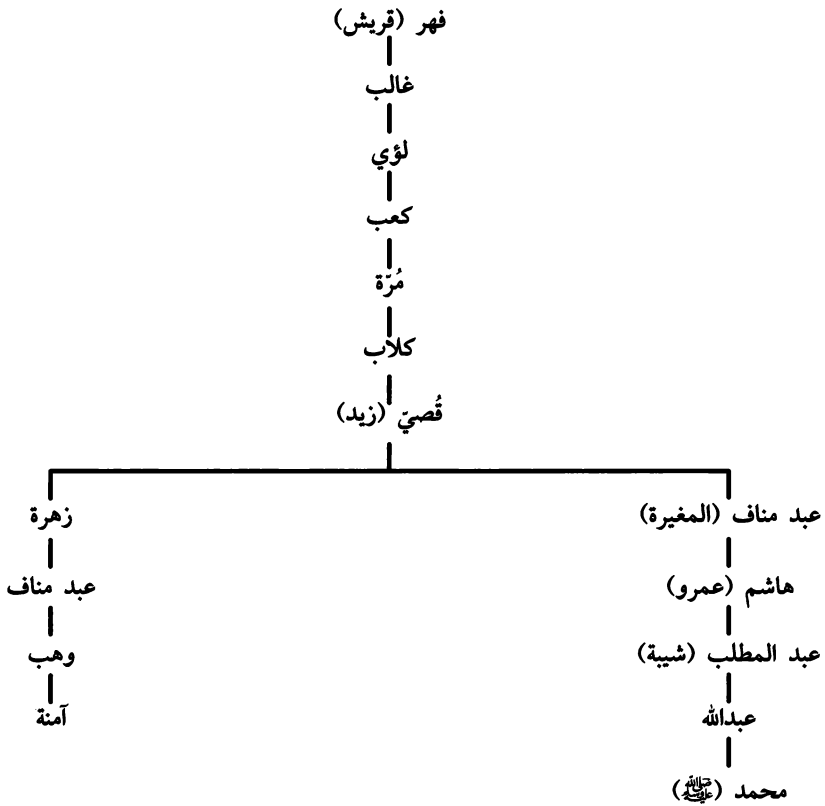 فهر (قريش)
غالب
لؤي
كعب
مُرّة
كلاب
قُصيّ (زيد)
عبد مناف (المغيرة)
زهرة
هاشم (عمرو)
عبد مناف
عبد المطلب (شيبة)
وهب
عبدالله
آمنة
محمد (ﷺ)